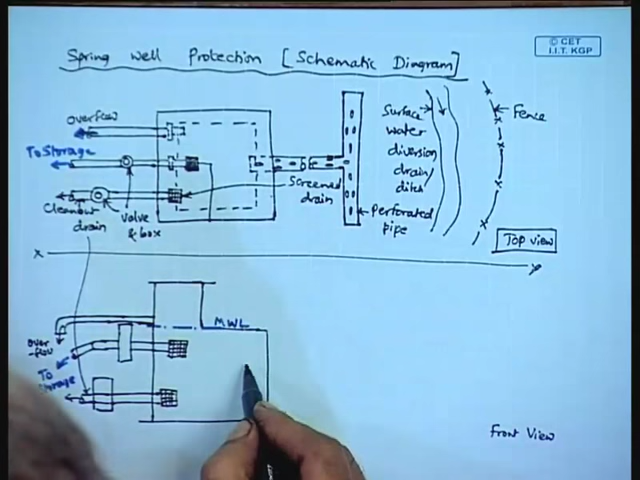 © CET
I.I.T. KGP
Spring Well Protection [Schematic Diagram]
Overflow
To Storage
Cleanout
drain
Valve
& box
Screened
drain
Perforated
pipe
Surface
water
diversion
drain/
ditch
Fence
Top view
MWL
Over
-flow
To
Storage
Front View